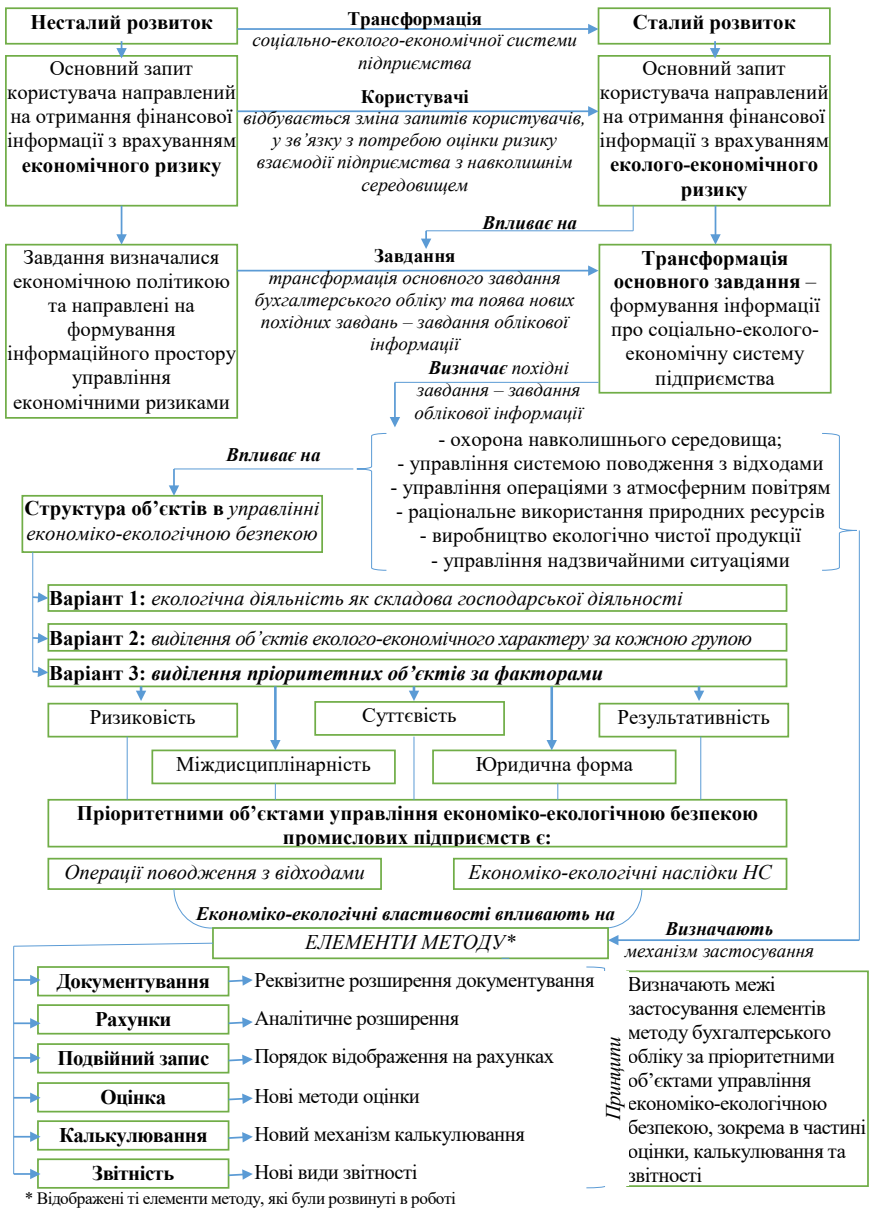 Несталий розвиток
Трансформація
соціально-еколого-економічної системи
підприємства
Сталий розвиток
Основний запит
користувача направлений
на отримання фінансової
інформації з врахуванням
економічного ризику
Користувачі
відбувається зміна запитів користувачів,
у зв’язку з потребою оцінки ризику
взаємодії підприємства з навколишнім
середовищем
Основний запит
користувача направлений
на отримання фінансової
інформації з врахуванням
еколого-економічного
ризику
Впливає на
Завдання визначалися
економічною політикою
та направлені на
формування
інформаційного простору
управління
економічними ризиками
Завдання
трансформація основного завдання
бухгалтерського обліку та поява нових
похідних завдань – завдання облікової
інформації
Трансформація
основного завдання –
формування інформації
про соціально-еколого-
економічну систему
підприємства
Визначає похідні
завдання – завдання
облікової інформації
Впливає на
- охорона навколишнього середовища;
- управління системою поводження з відходами
- управління операціями з атмосферним повітрям
- раціональне використання природних ресурсів
- виробництво екологічно чистої продукції
- управління надзвичайними ситуаціями
Структура об’єктів в управлінні
економіко-екологічною безпекою
Варіант 1: екологічна діяльність як складова господарської діяльності
Варіант 2: виділення об’єктів еколого-економічного характеру за кожною групою
Варіант 3: виділення пріоритетних об’єктів за факторами
Ризиковість
Суттєвість
Результативність
Міждисциплінарність
Юридична форма
Пріоритетними об’єктами управління економіко-екологічною безпекою
промислових підприємств є:
Операції поводження з відходами
Економіко-екологічні наслідки НС
Економіко-екологічні властивості впливають на
ЕЛЕМЕНТИ МЕТОДУ*
Визначають
механізм застосування
Документування
Реквізитне розширення документування
Рахунки
Аналітичне розширення
Подвійний запис
Порядок відображення на рахунках
Оцінка
Нові методи оцінки
Калькулювання
Новий механізм калькулювання
Звітність
Нові види звітності
Принципи
Визначають межі
застосування елементів
методу бухгалтерського
обліку за пріоритетними
об’єктами управління
економіко-екологічною
безпекою, зокрема в частині
оцінки, калькулювання та
звітності
* Відображені ті елементи методу, які були розвинуті в роботі